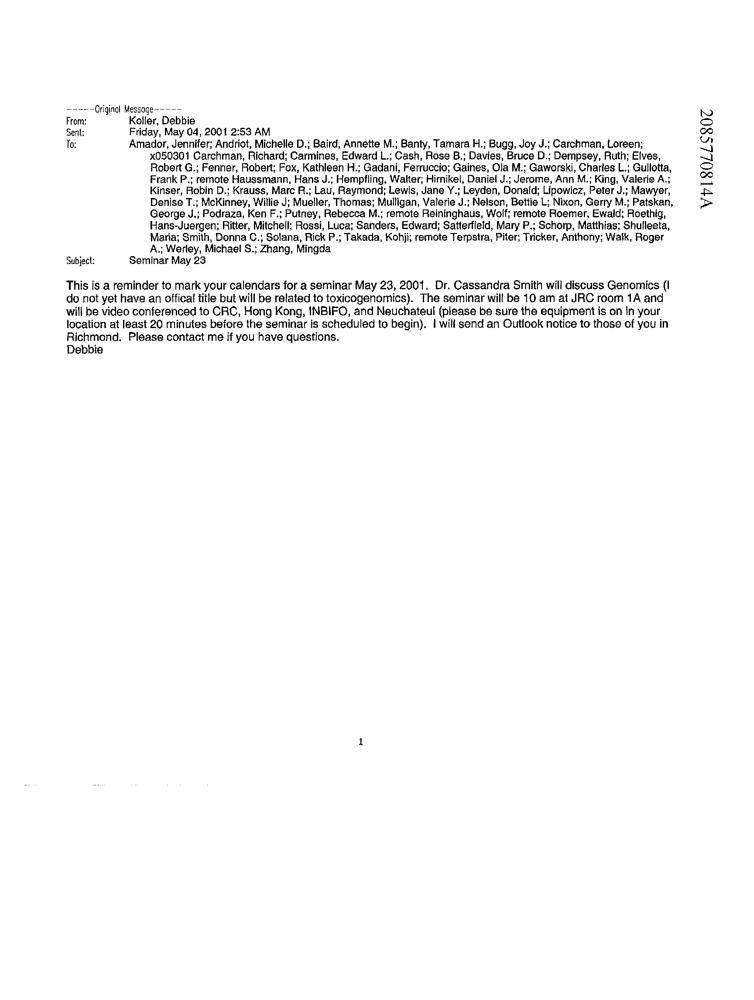 -----Original Message-----
From: Koller, Debbie
Sent: Friday, May 04, 2001 2:53 AM
To: Amador, Jennifer; Andriot, Michelle D.; Baird, Annette M.; Banty, Tamara H.; Bugg, Joy J.; Carchman, Loreen;
x050301 Carchman, Richard; Carmines, Edward L.; Cash, Rose B.; Davies, Bruce D.; Dempsey, Ruth; Elves,
Robert G.; Fenner, Robert; Fox, Kathleen H.; Gadani, Ferruccio; Gaines, Ola M.; Gaworski, Charles L.; Gullotta,
Frank P.; remote Haussmann, Hans J.; Hempfling, Walter; Hirnikel, Daniel J.; Jerome, Ann M.; King, Valerie A.;
Kinser, Robin D.; Krauss, Marc R.; Lau, Raymond; Lewis, Jane Y.; Leyden, Donald; Lipowicz, Peter J.; Mawyer,
Denise T.; McKinney, Willie J; Mueller, Thomas; Mulligan, Valerie J.; Nelson, Bettie L; Nixon, Gerry M.; Patskan,
George J.; Podraza, Ken F.; Putney, Rebecca M.; remote Reininghaus, Wolf; remote Roemer, Ewald; Roethig,
Hans-Juergen; Ritter, Mitchell; Rossi, Luca; Sanders, Edward; Satterfield, Mary P.; Schorp, Matthias; Shulleeta,
Maria; Smith, Donna C.; Solana, Rick P.; Takada, Kohji; remote Terpstra, Piter; Tricker, Anthony; Walk, Roger
A.; Werley, Michael S.; Zhang, Mingda
Subject: Seminar May 23
This is a reminder to mark your calendars for a seminar May 23, 2001. Dr. Cassandra Smith will discuss Genomics (I
do not yet have an offical title but will be related to toxicogenomics). The seminar will be 10 am at JRC room 1A and
will be video conferenced to CRC, Hong Kong, INBIFO, and Neuchateul (please be sure the equipment is on in your
location at least 20 minutes before the seminar is scheduled to begin). I will send an Outlook notice to those of you in
Richmond. Please contact me if you have questions.
Debbie
2085770814A
1